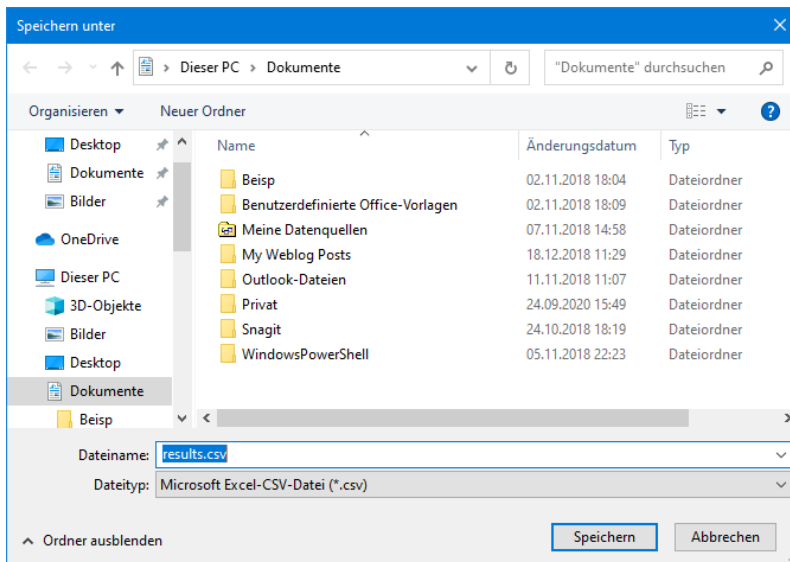 Speichern unter
Dieser PC > Dokumente
"Dokumente" durchsuchen
Organisieren
Neuer Ordner
Desktop
Dokumente
Bilder
OneDrive
Dieser PC
3D-Objekte
Bilder
Desktop
Dokumente
Beisp
Name Änderungsdatum Typ
Beisp 02.11.2018 18:04 Dateiordner
Benutzerdefinierte Office-Vorlagen 02.11.2018 18:09 Dateiordner
Meine Datenquellen 07.11.2018 14:58 Dateiordner
My Weblog Posts 18.12.2018 11:29 Dateiordner
Outlook-Dateien 11.11.2018 11:07 Dateiordner
Privat 24.09.2020 15:49 Dateiordner
Snagit 24.10.2018 18:19 Dateiordner
WindowsPowerShell 05.11.2018 22:23 Dateiordner
Dateiname: results.csv
Dateityp: Microsoft Excel-CSV-Datei (*.csv)
Ordner ausblenden
Speichern
Abbrechen